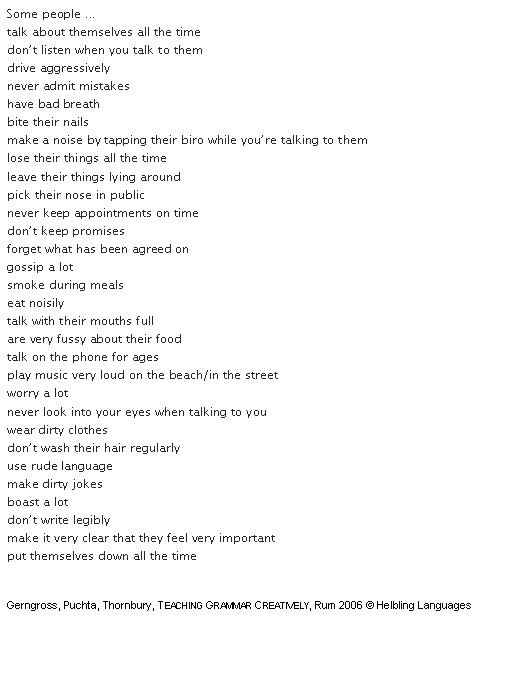 Some people ...
talk about themselves all the time
don't listen when you talk to them
drive aggressively
never admit mistakes
have bad breath
bite their nails
make a noise by tapping their biro while you're talking to them
lose their things all the time
leave their things lying around
pick their nose in public
never keep appointments on time
don't keep promises
forget what has been agreed on
gossip a lot
smoke during meals
eat noisily
talk with their mouths full
are very fussy about their food
talk on the phone for ages
play music very loud on the beach/in the street
worry a lot
never look into your eyes when talking to you
wear dirty clothes
don't wash their hair regularly
use rude language
make dirty jokes
boast a lot
don't write legibly
make it very clear that they feel very important
put themselves down all the time
Gerngross, Puchta, Thornbury, TEACHING GRAMMAR CREATIVELY, Rum 2006 © Helbling Languages